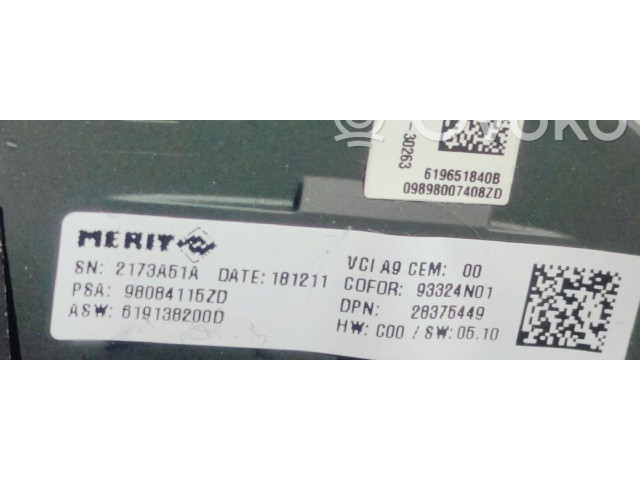 30263
619651840B
09898007408ZD
MERIT
SN: 2173A51A DATE: 181211
PSA: 98084115ZD
ASW: 619138200D
VCI A9 CEM: 00
COFOR: 93324N01
DPN: 28375449
HW: C00 / SW: 05.10